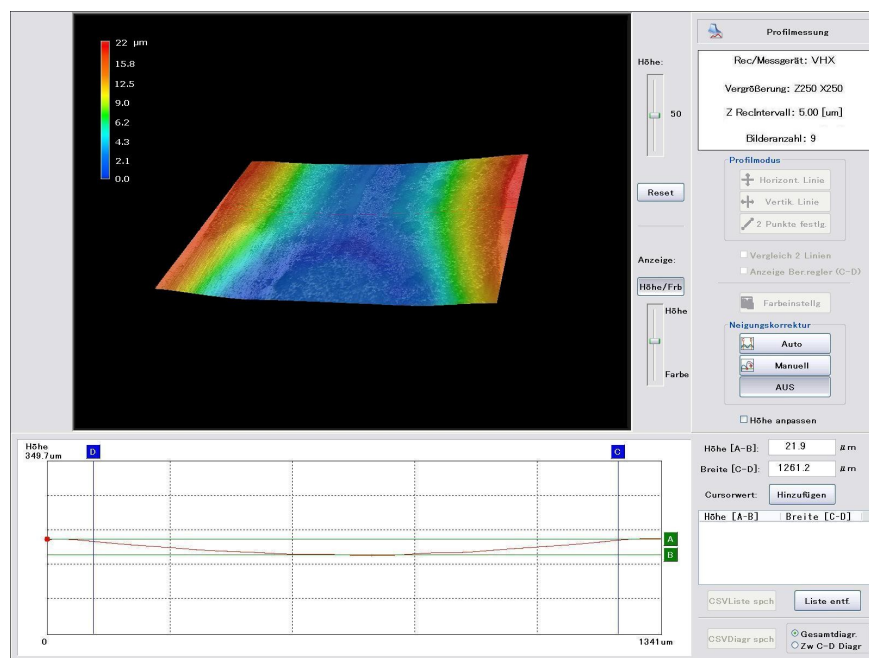 22 µm
15.8
12.5
9.0
6.2
4.3
2.1
0.0
Höhe:
50
Reset
Anzeige:
Höhe/Frb
Höhe
Farbe
Profilmessung
Rec/Messgerät: VHX
Vergrößerung: Z250 X250
Z RecIntervall: 5.00 [um]
Bilderanzahl: 9
Profilmodus
Horizont. Linie
Vertik. Linie
2 Punkte festlg.
Vergleich 2 Linien
Anzeige Ber.regler (C-D)
Farbeinstellg
Neigungskorrektur
Auto
Manuell
AUS
Höhe anpassen
Höhe
349.7um
D
C
A
B
0
1341um
Höhe [A-B]: 21.9 µm
Breite [C-D]: 1261.2 µm
Cursorwert: Hinzufügen
Höhe [A-B] Breite [C-D]
CSVListe spch Liste entf.
CSVDiagr spch
Gesamtdiagr.
Zw C-D Diagr